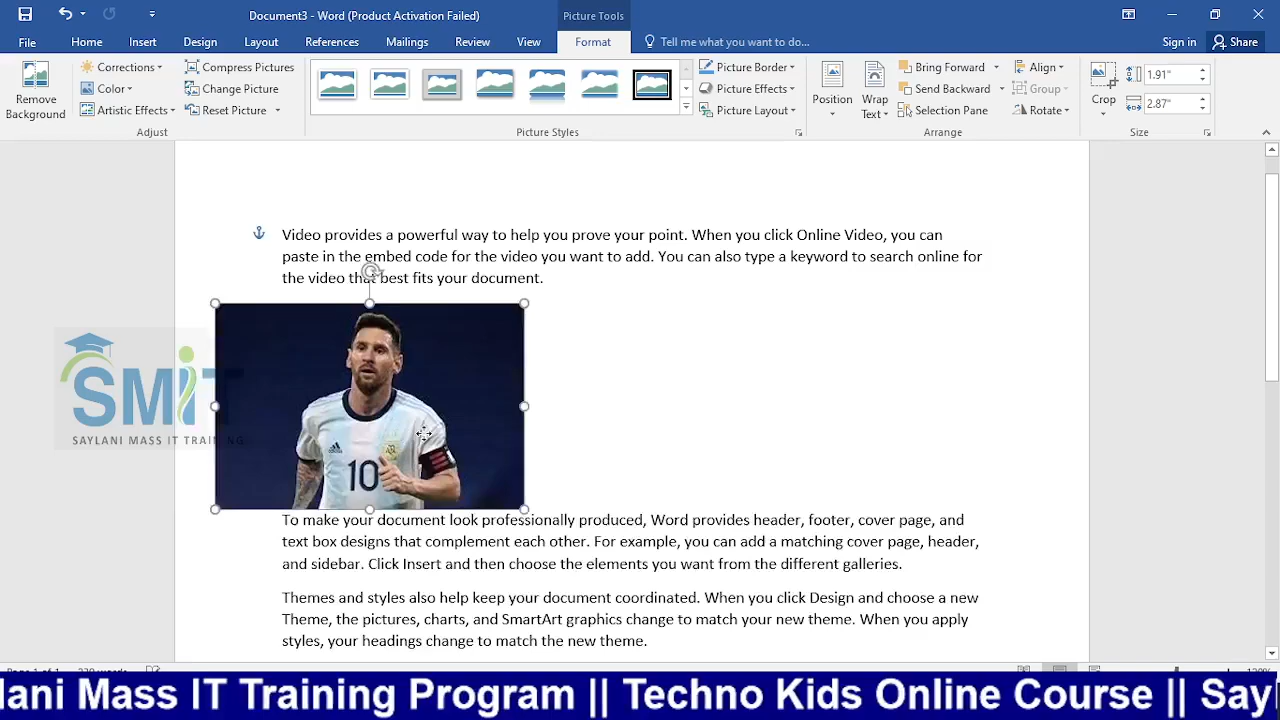 Document3 - Word (Product Activation Failed)
Picture Tools
File
Home
Insert
Design
Layout
References
Mailings
Review
View
Format
Tell me what you want to do...
Sign in
Share
Remove
Background
Corrections
Color
Artistic Effects
Compress Pictures
Change Picture
Reset Picture
Adjust
Picture Styles
Picture Border
Picture Effects
Picture Layout
Position
Wrap
Text
Bring Forward
Send Backward
Selection Pane
Align
Group
Rotate
Arrange
Crop
1.91"
2.87"
Size
Video provides a powerful way to help you prove your point. When you click Online Video, you can
paste in the embed code for the video you want to add. You can also type a keyword to search online for
the video that best fits your document.
SMiT
SAYLANI MASS IT TRAINING
adidas
10
To make your document look professionally produced, Word provides header, footer, cover page, and
text box designs that complement each other. For example, you can add a matching cover page, header,
and sidebar. Click Insert and then choose the elements you want from the different galleries.
Themes and styles also help keep your document coordinated. When you click Design and choose a new
Theme, the pictures, charts, and SmartArt graphics change to match your new theme. When you apply
styles, your headings change to match the new theme.
lani Mass IT Training Program || Techno Kids Online Course || Say